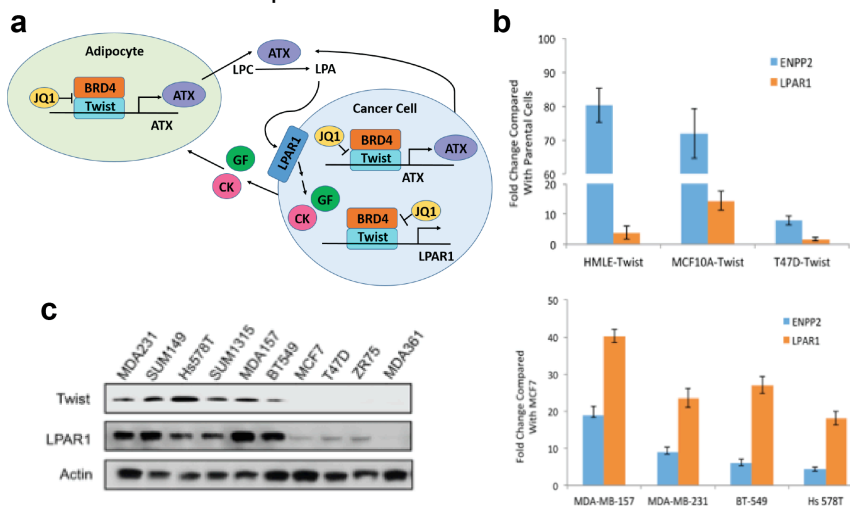 a
Adipocyte
JQ1
BRD4
Twist
ATX
ATX
ATX
LPC
LPA
Cancer Cell
LPAR1
JQ1
BRD4
Twist
ATX
ATX
GF
CK
GF
CK
BRD4
JQ1
Twist
LPAR1
b
Fold Change Compared
With Parental Cells
100
90
80
70
60
20
10
0
ENPP2
LPAR1
HMLE-Twist
MCF10A-Twist
T47D-Twist
Fold Change Compared
With MCF7
50
40
30
20
10
0
ENPP2
LPAR1
MDA-MB-157
MDA-MB-231
BT-549
Hs 578T
c
MDA231
SUM149
Hs578T
SUM1315
MDA157
BT549
MCF7
T47D
ZR75
MDA361
Twist
LPAR1
Actin